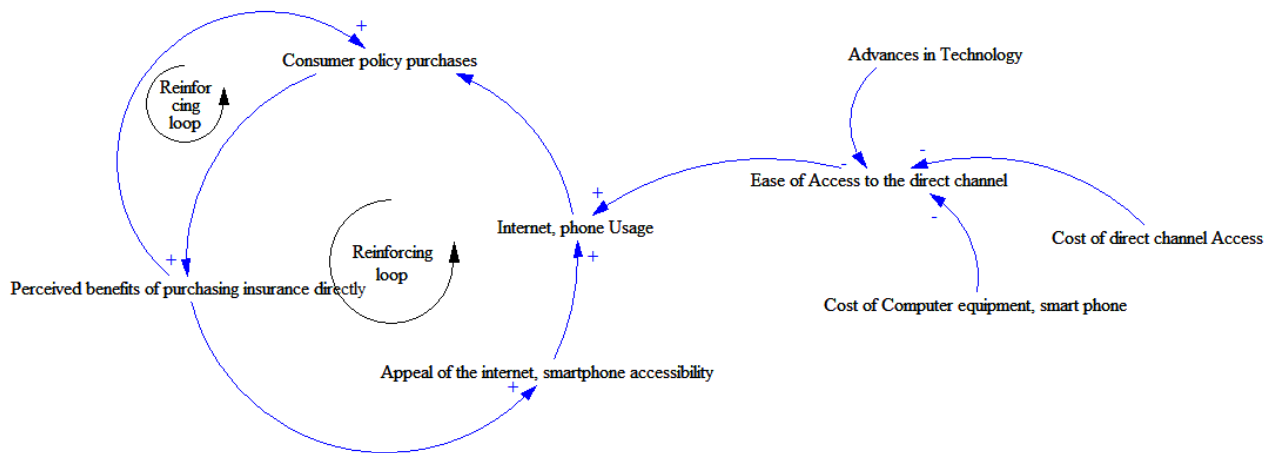 +
Consumer policy purchases
Advances in Technology
Reinfor
cing
loop
-
-
Ease of Access to the direct channel
+
-
Internet, phone Usage
Cost of direct channel Access
+
+
Reinforcing
loop
Perceived benefits of purchasing insurance directly
Cost of Computer equipment, smart phone
Appeal of the internet, smartphone accessibility
+